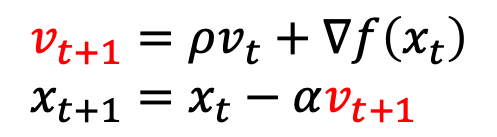 v_{t+1} = ρv_t + ∇f(x_t)
x_{t+1} = x_t − αv_{t+1}